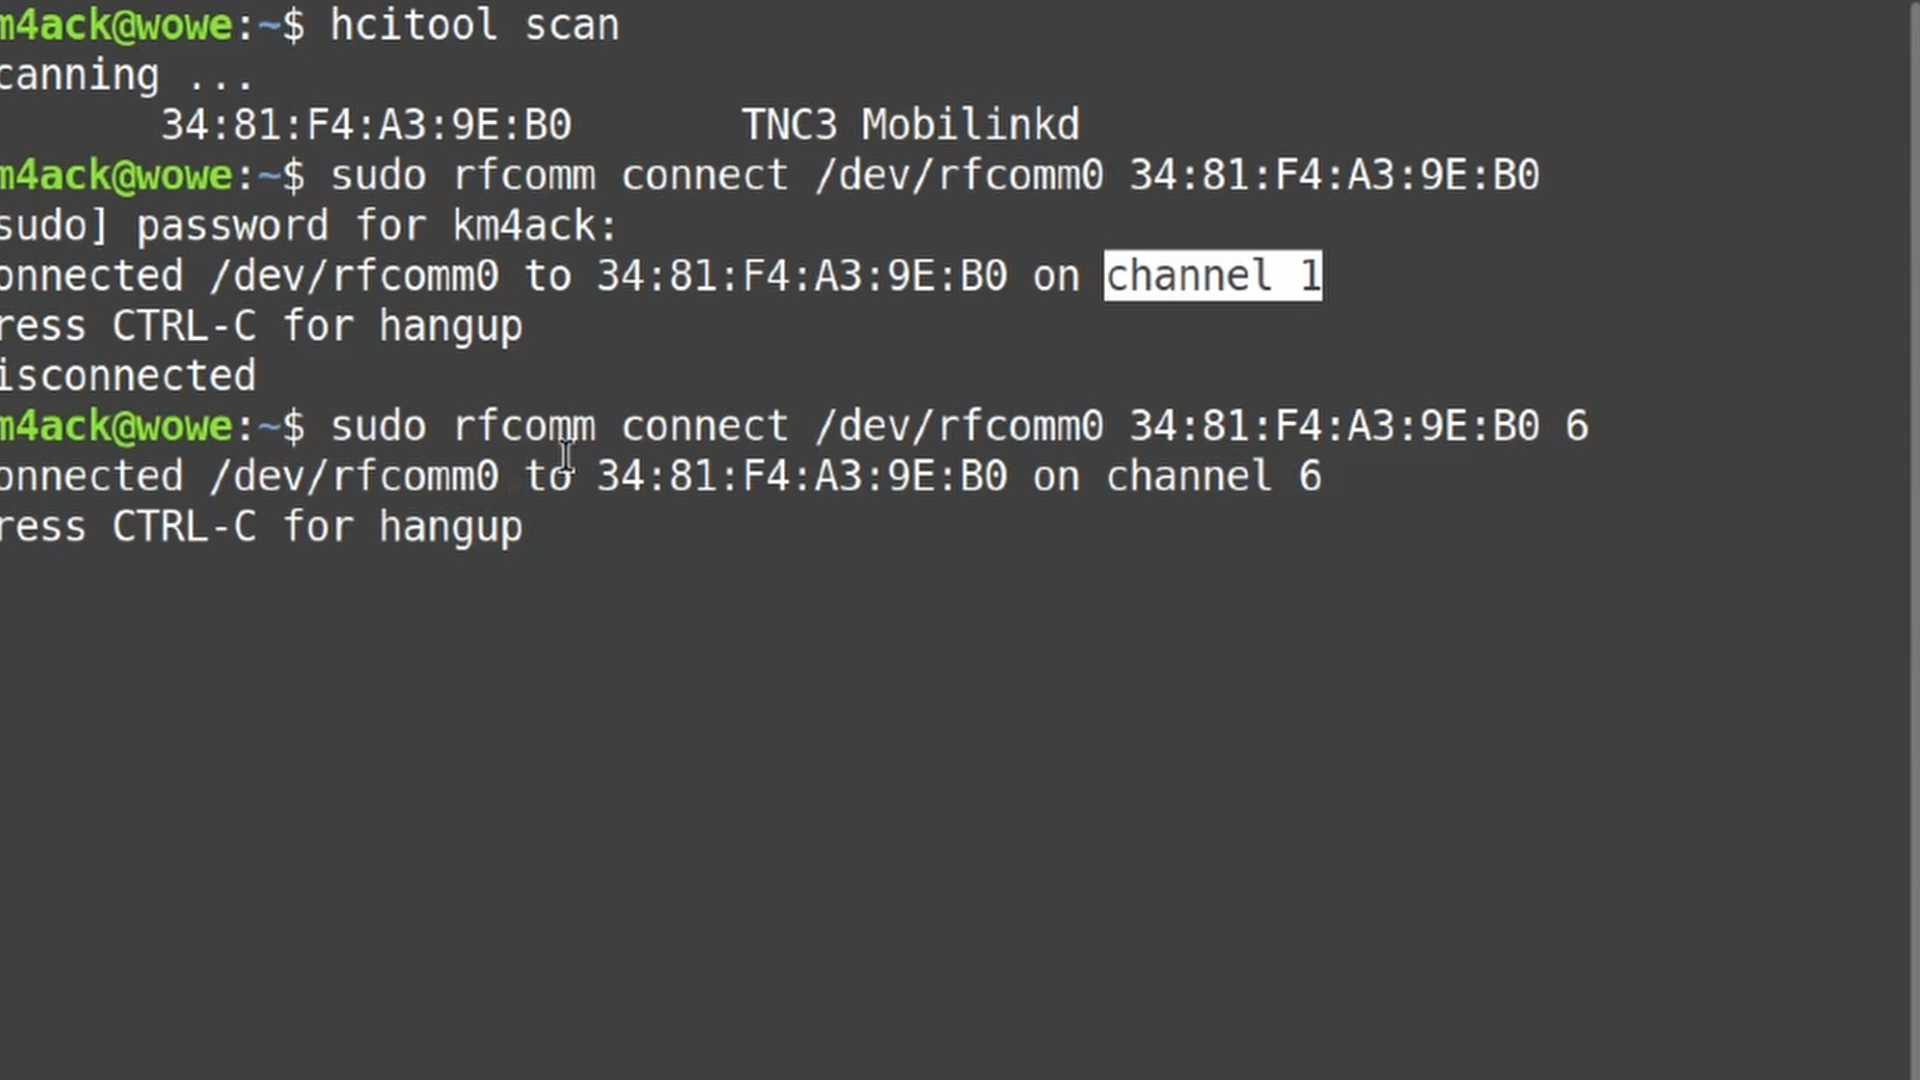 m4ack@wowe:~$ hcitool scan
canning ...
34:81:F4:A3:9E:B0 TNC3 Mobilinkd
m4ack@wowe:~$ sudo rfcomm connect /dev/rfcomm0 34:81:F4:A3:9E:B0
sudo] password for km4ack:
onnected /dev/rfcomm0 to 34:81:F4:A3:9E:B0 on channel 1
ress CTRL-C for hangup
isconnected
m4ack@wowe:~$ sudo rfcomm connect /dev/rfcomm0 34:81:F4:A3:9E:B0 6
onnected /dev/rfcomm0 to 34:81:F4:A3:9E:B0 on channel 6
ress CTRL-C for hangup